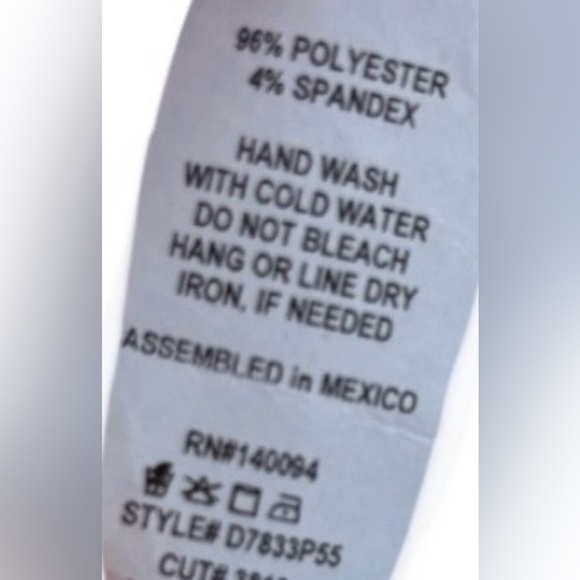 96% POLYESTER
4% SPANDEX
HAND WASH
WITH COLD WATER
DO NOT BLEACH
HANG OR LINE DRY
IRON, IF NEEDED
ASSEMBLED in MEXICO
RN#140094
STYLE# D7833P55
CUT#